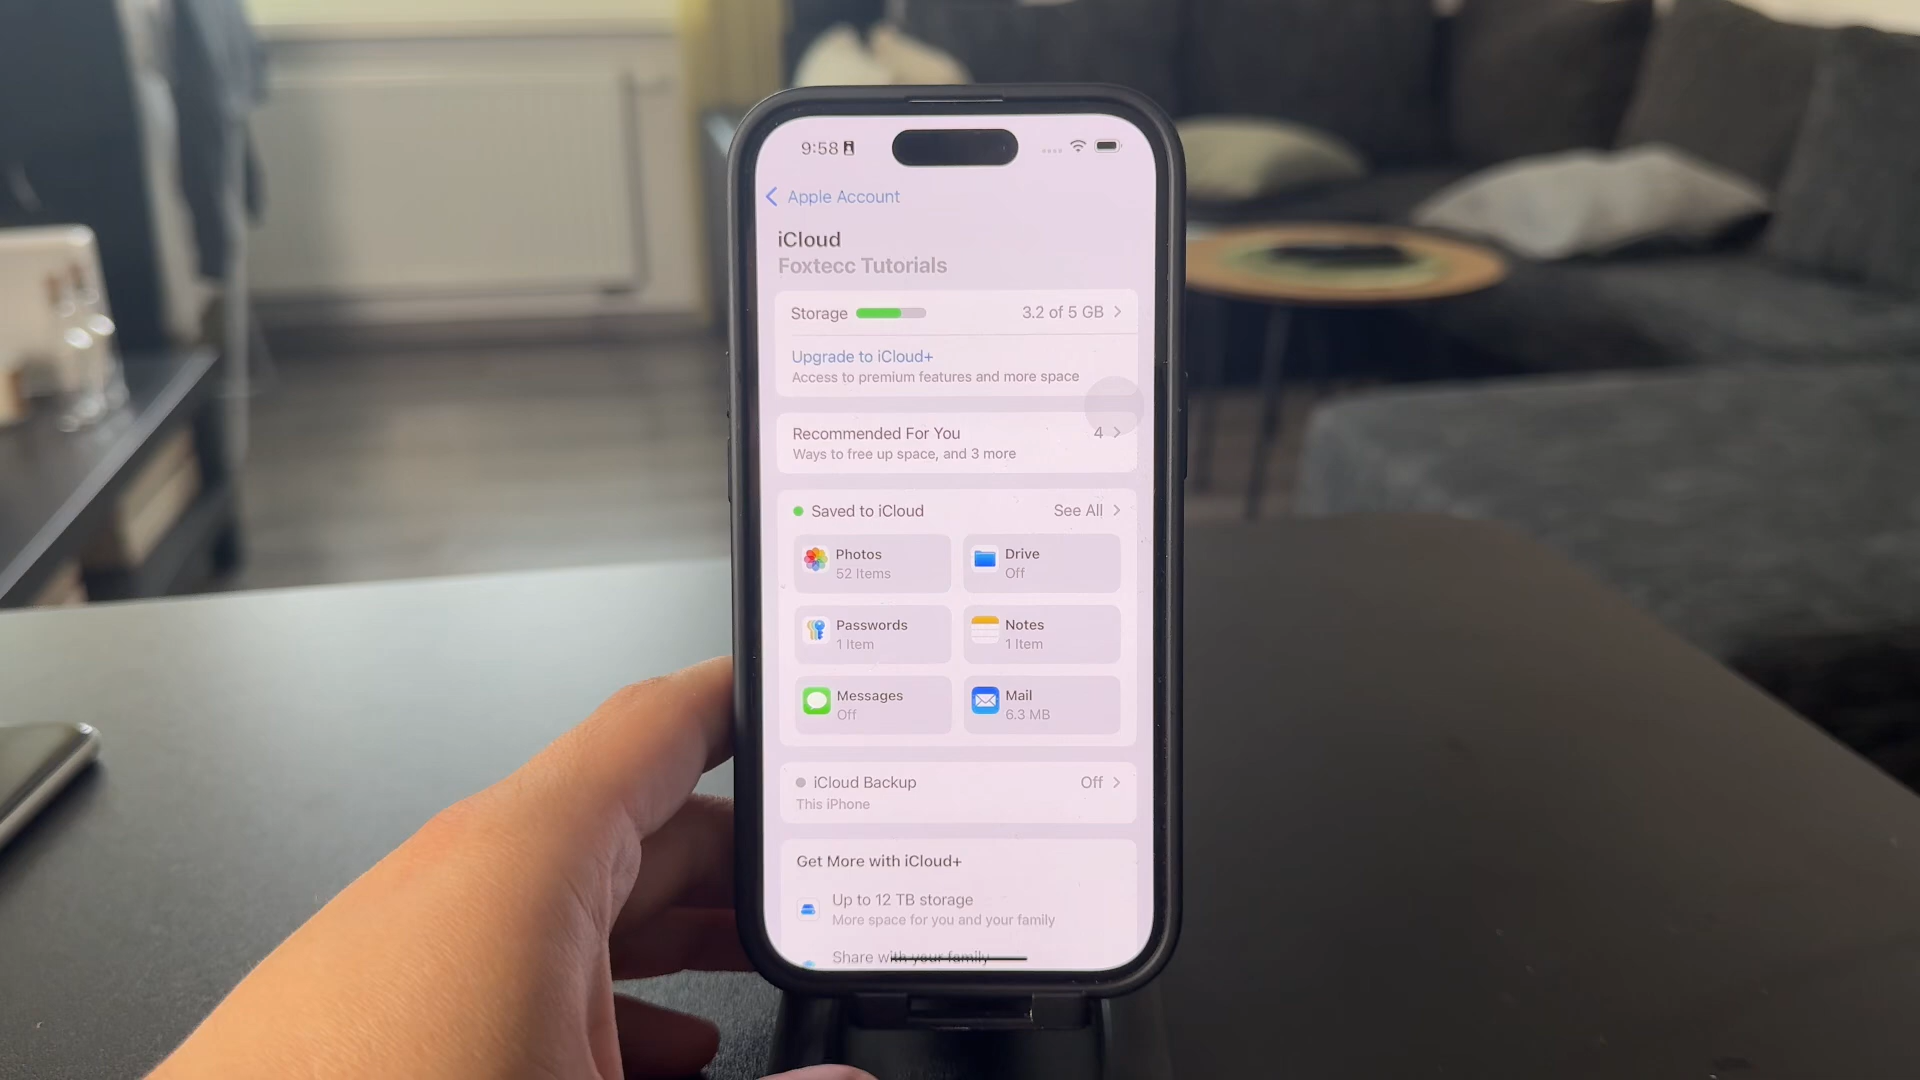 9:58
Apple Account
iCloud
Foxtecc Tutorials
Storage 3.2 of 5 GB
Upgrade to iCloud+
Access to premium features and more space
Recommended For You 4
Ways to free up space, and 3 more
Saved to iCloud See All
Photos
52 Items
Drive
Off
Passwords
1 Item
Notes
1 Item
Messages
Off
Mail
6.3 MB
iCloud Backup Off
This iPhone
Get More with iCloud+
Up to 12 TB storage
More space for you and your family
Share with your family